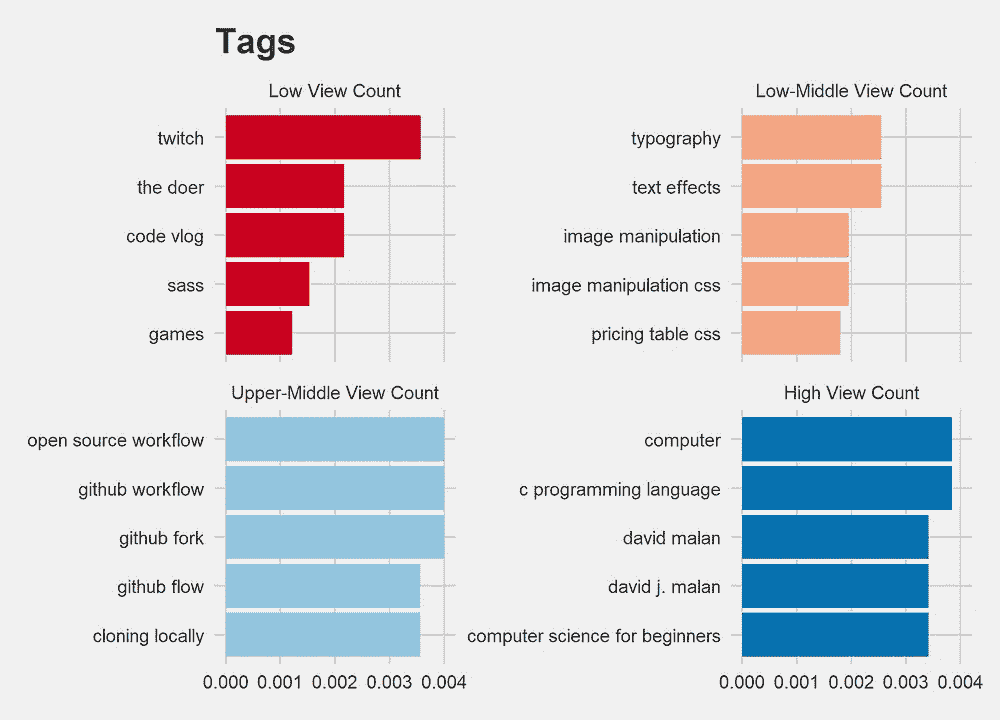 Tags
Low View Count
twitch
the doer
code vlog
sass
games
Low-Middle View Count
typography
text effects
image manipulation
image manipulation css
pricing table css
Upper-Middle View Count
open source workflow
github workflow
github fork
github flow
cloning locally
0.000 0.001 0.002 0.003 0.004
High View Count
computer
c programming language
david malan
david j. malan
computer science for beginners
0.000 0.001 0.002 0.003 0.004